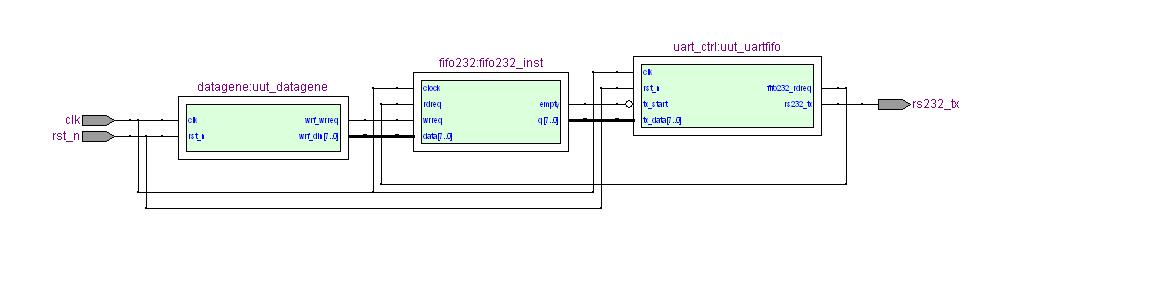 uart_ctrl:uut_uartfifo
fifo232:fifo232_inst
datagene:uut_datagene
clk
rst_n
clk
rst_n
wrf_wrreq
wrf_din[7..0]
clock
rdreq
wrreq
data[7..0]
empty
q[7..0]
clk
rst_n
tx_start
tx_data[7..0]
fifo232_rdreq
rs232_tx
rs232_tx